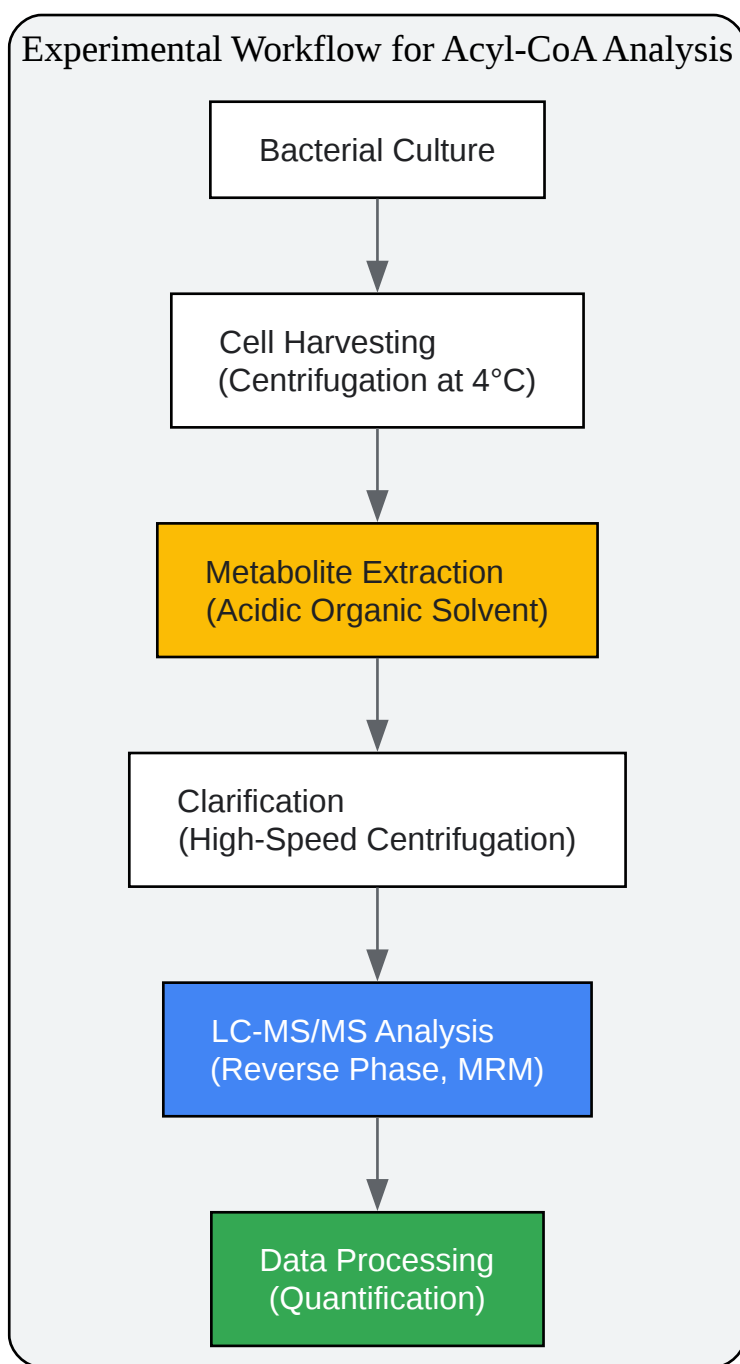 Experimental Workflow for Acyl-CoA Analysis
Bacterial Culture
Cell Harvesting
(Centrifugation at 4°C)
Metabolite Extraction
(Acidic Organic Solvent)
Clarification
(High-Speed Centrifugation)
LC-MS/MS Analysis
(Reverse Phase, MRM)
Data Processing
(Quantification)